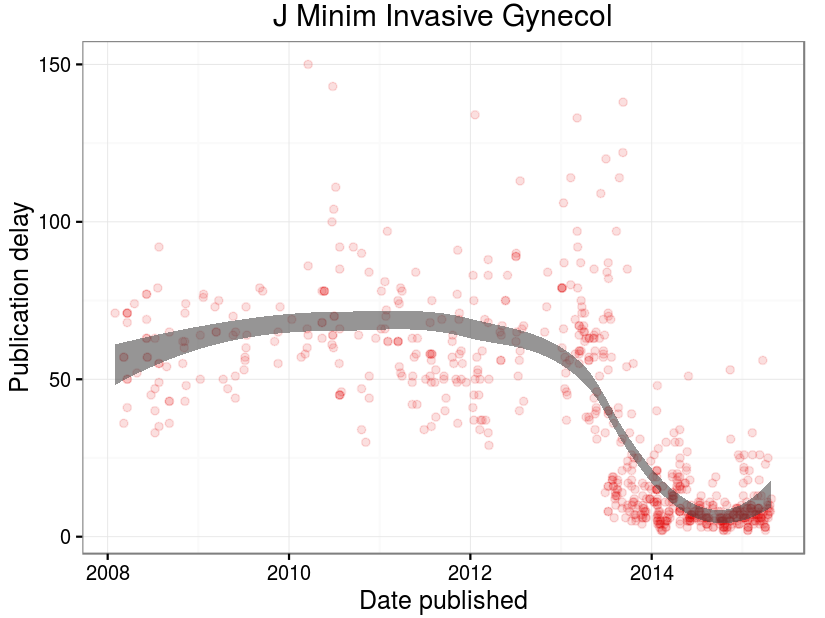 J Minim Invasive Gynecol
Publication delay
150
100
50
0
2008 2010 2012 2014
Date published